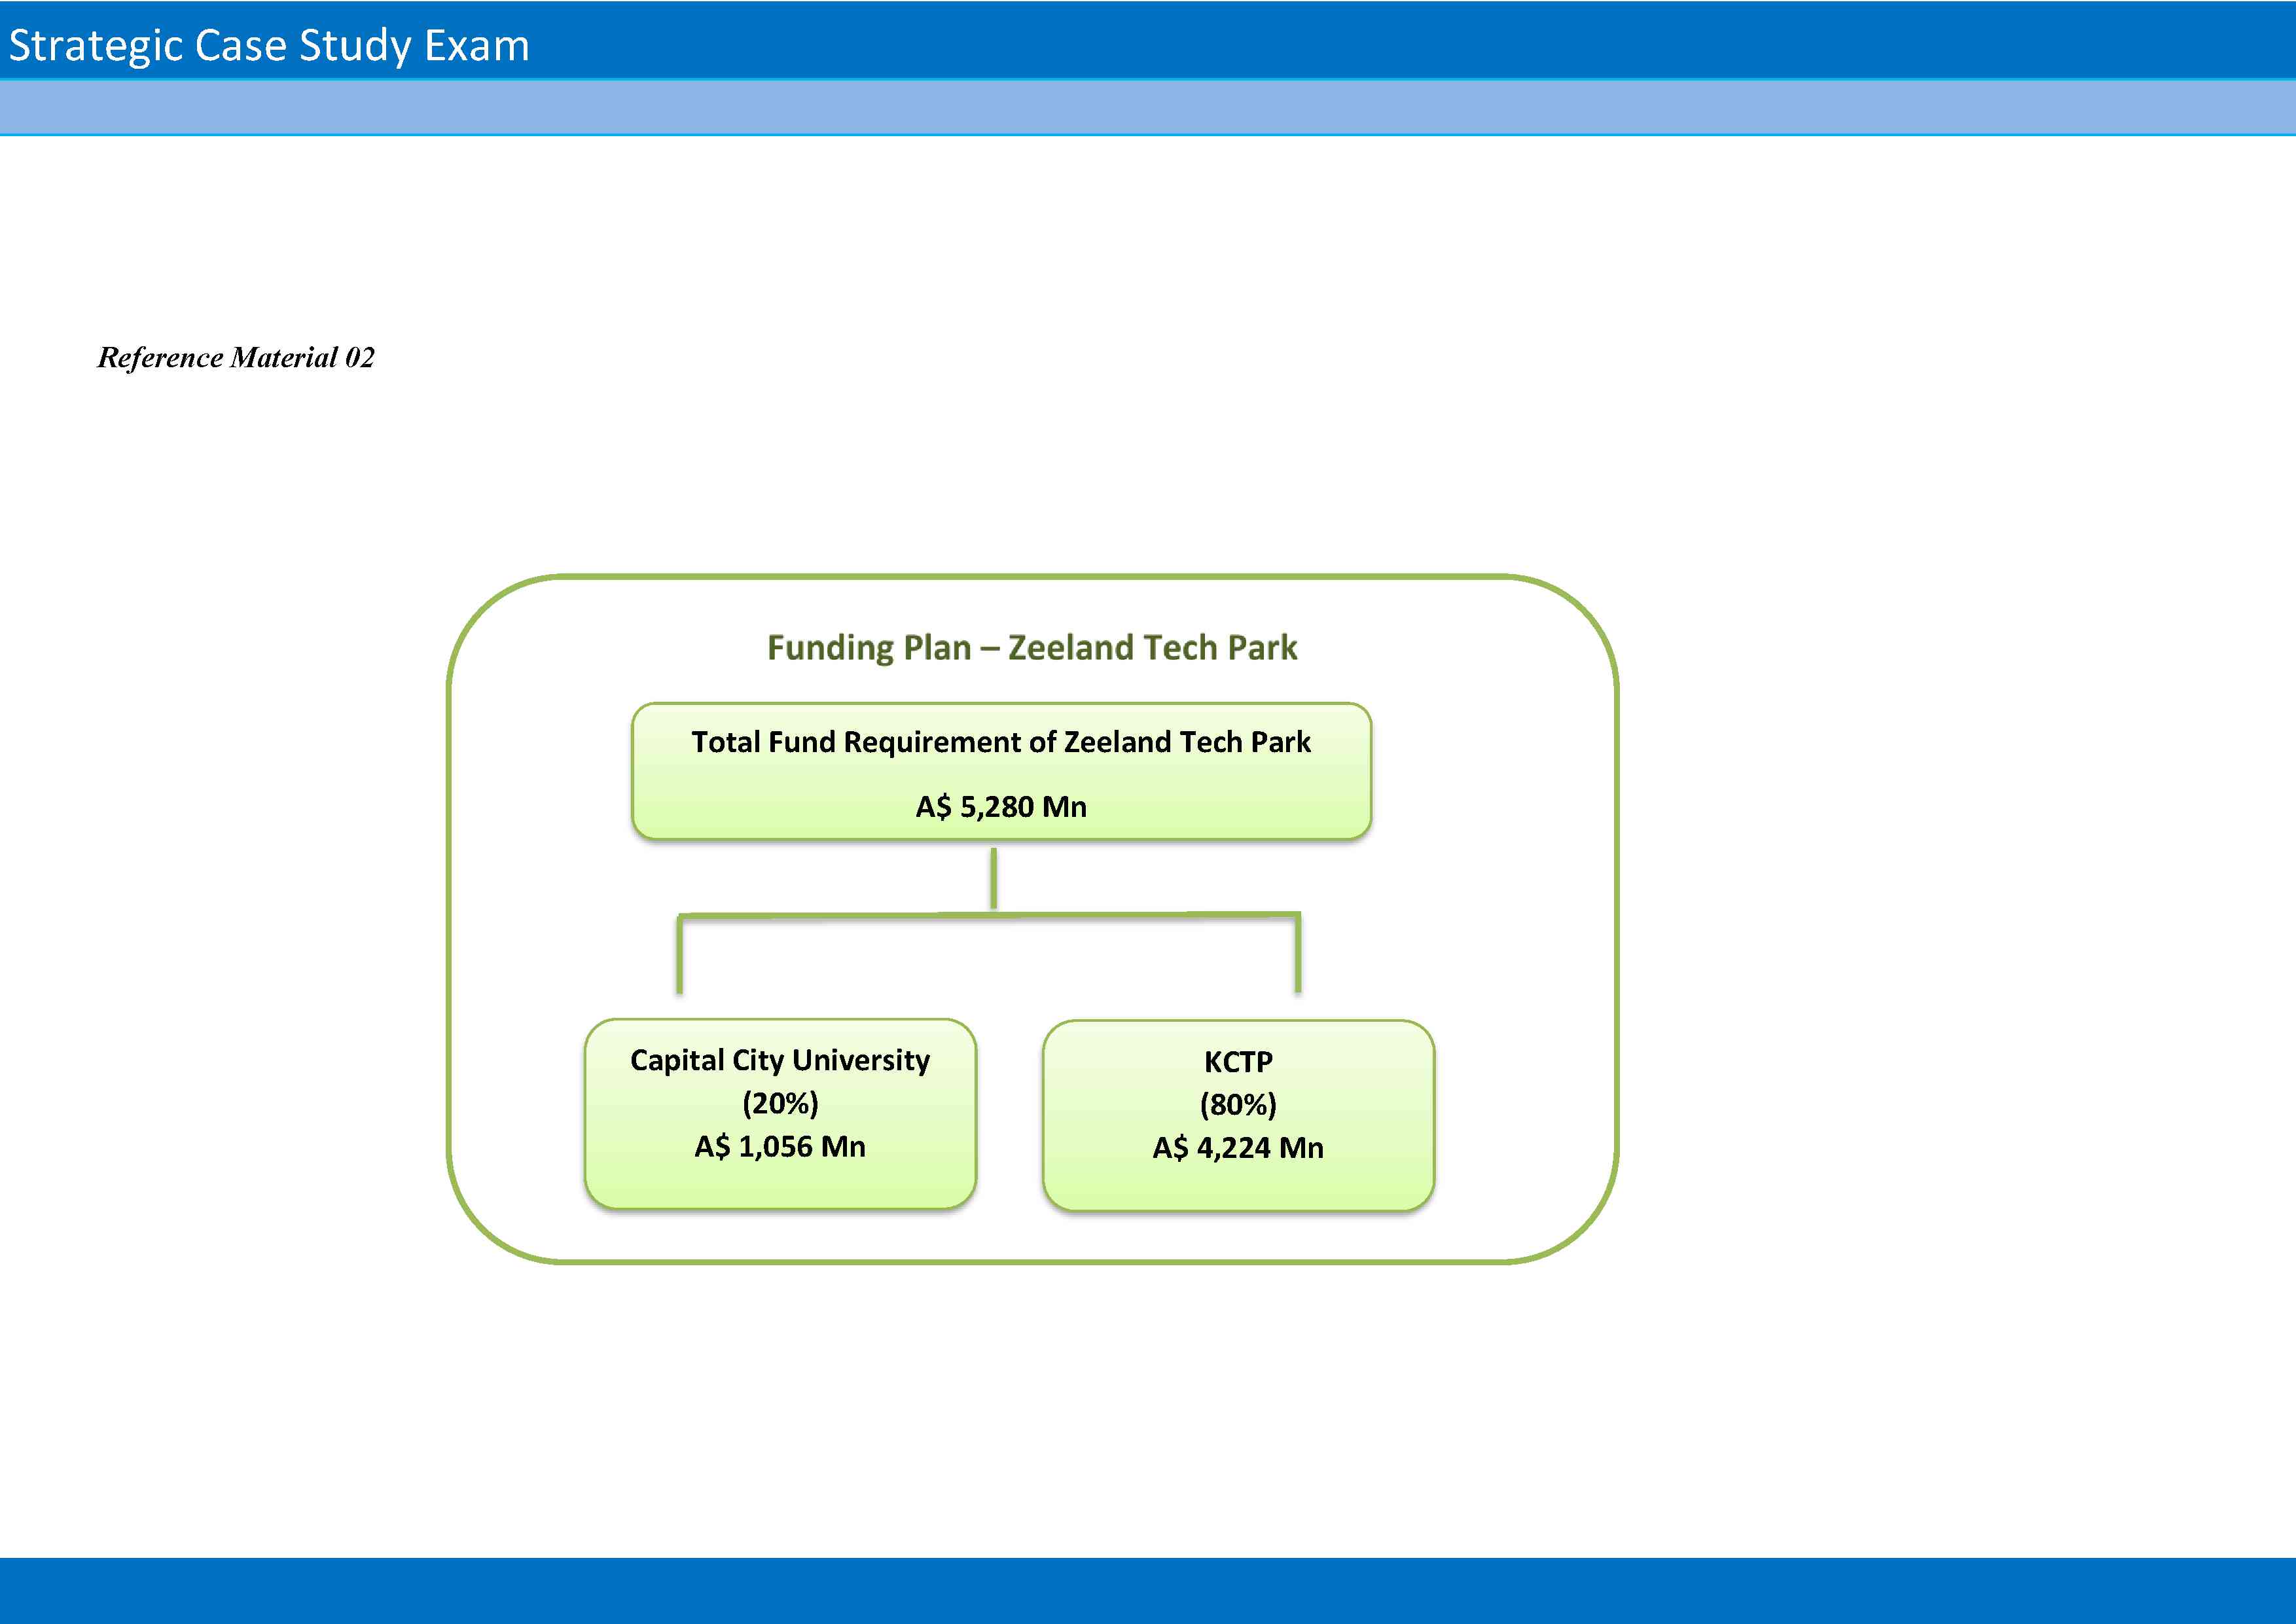 Strategic Case Study Exam
Reference Material 02
Funding Plan – Zeeland Tech Park
Total Fund Requirement of Zeeland Tech Park
A$ 5,280 Mn
Capital City University
(20%)
A$ 1,056 Mn
KCTP
(80%)
A$ 4,224 Mn